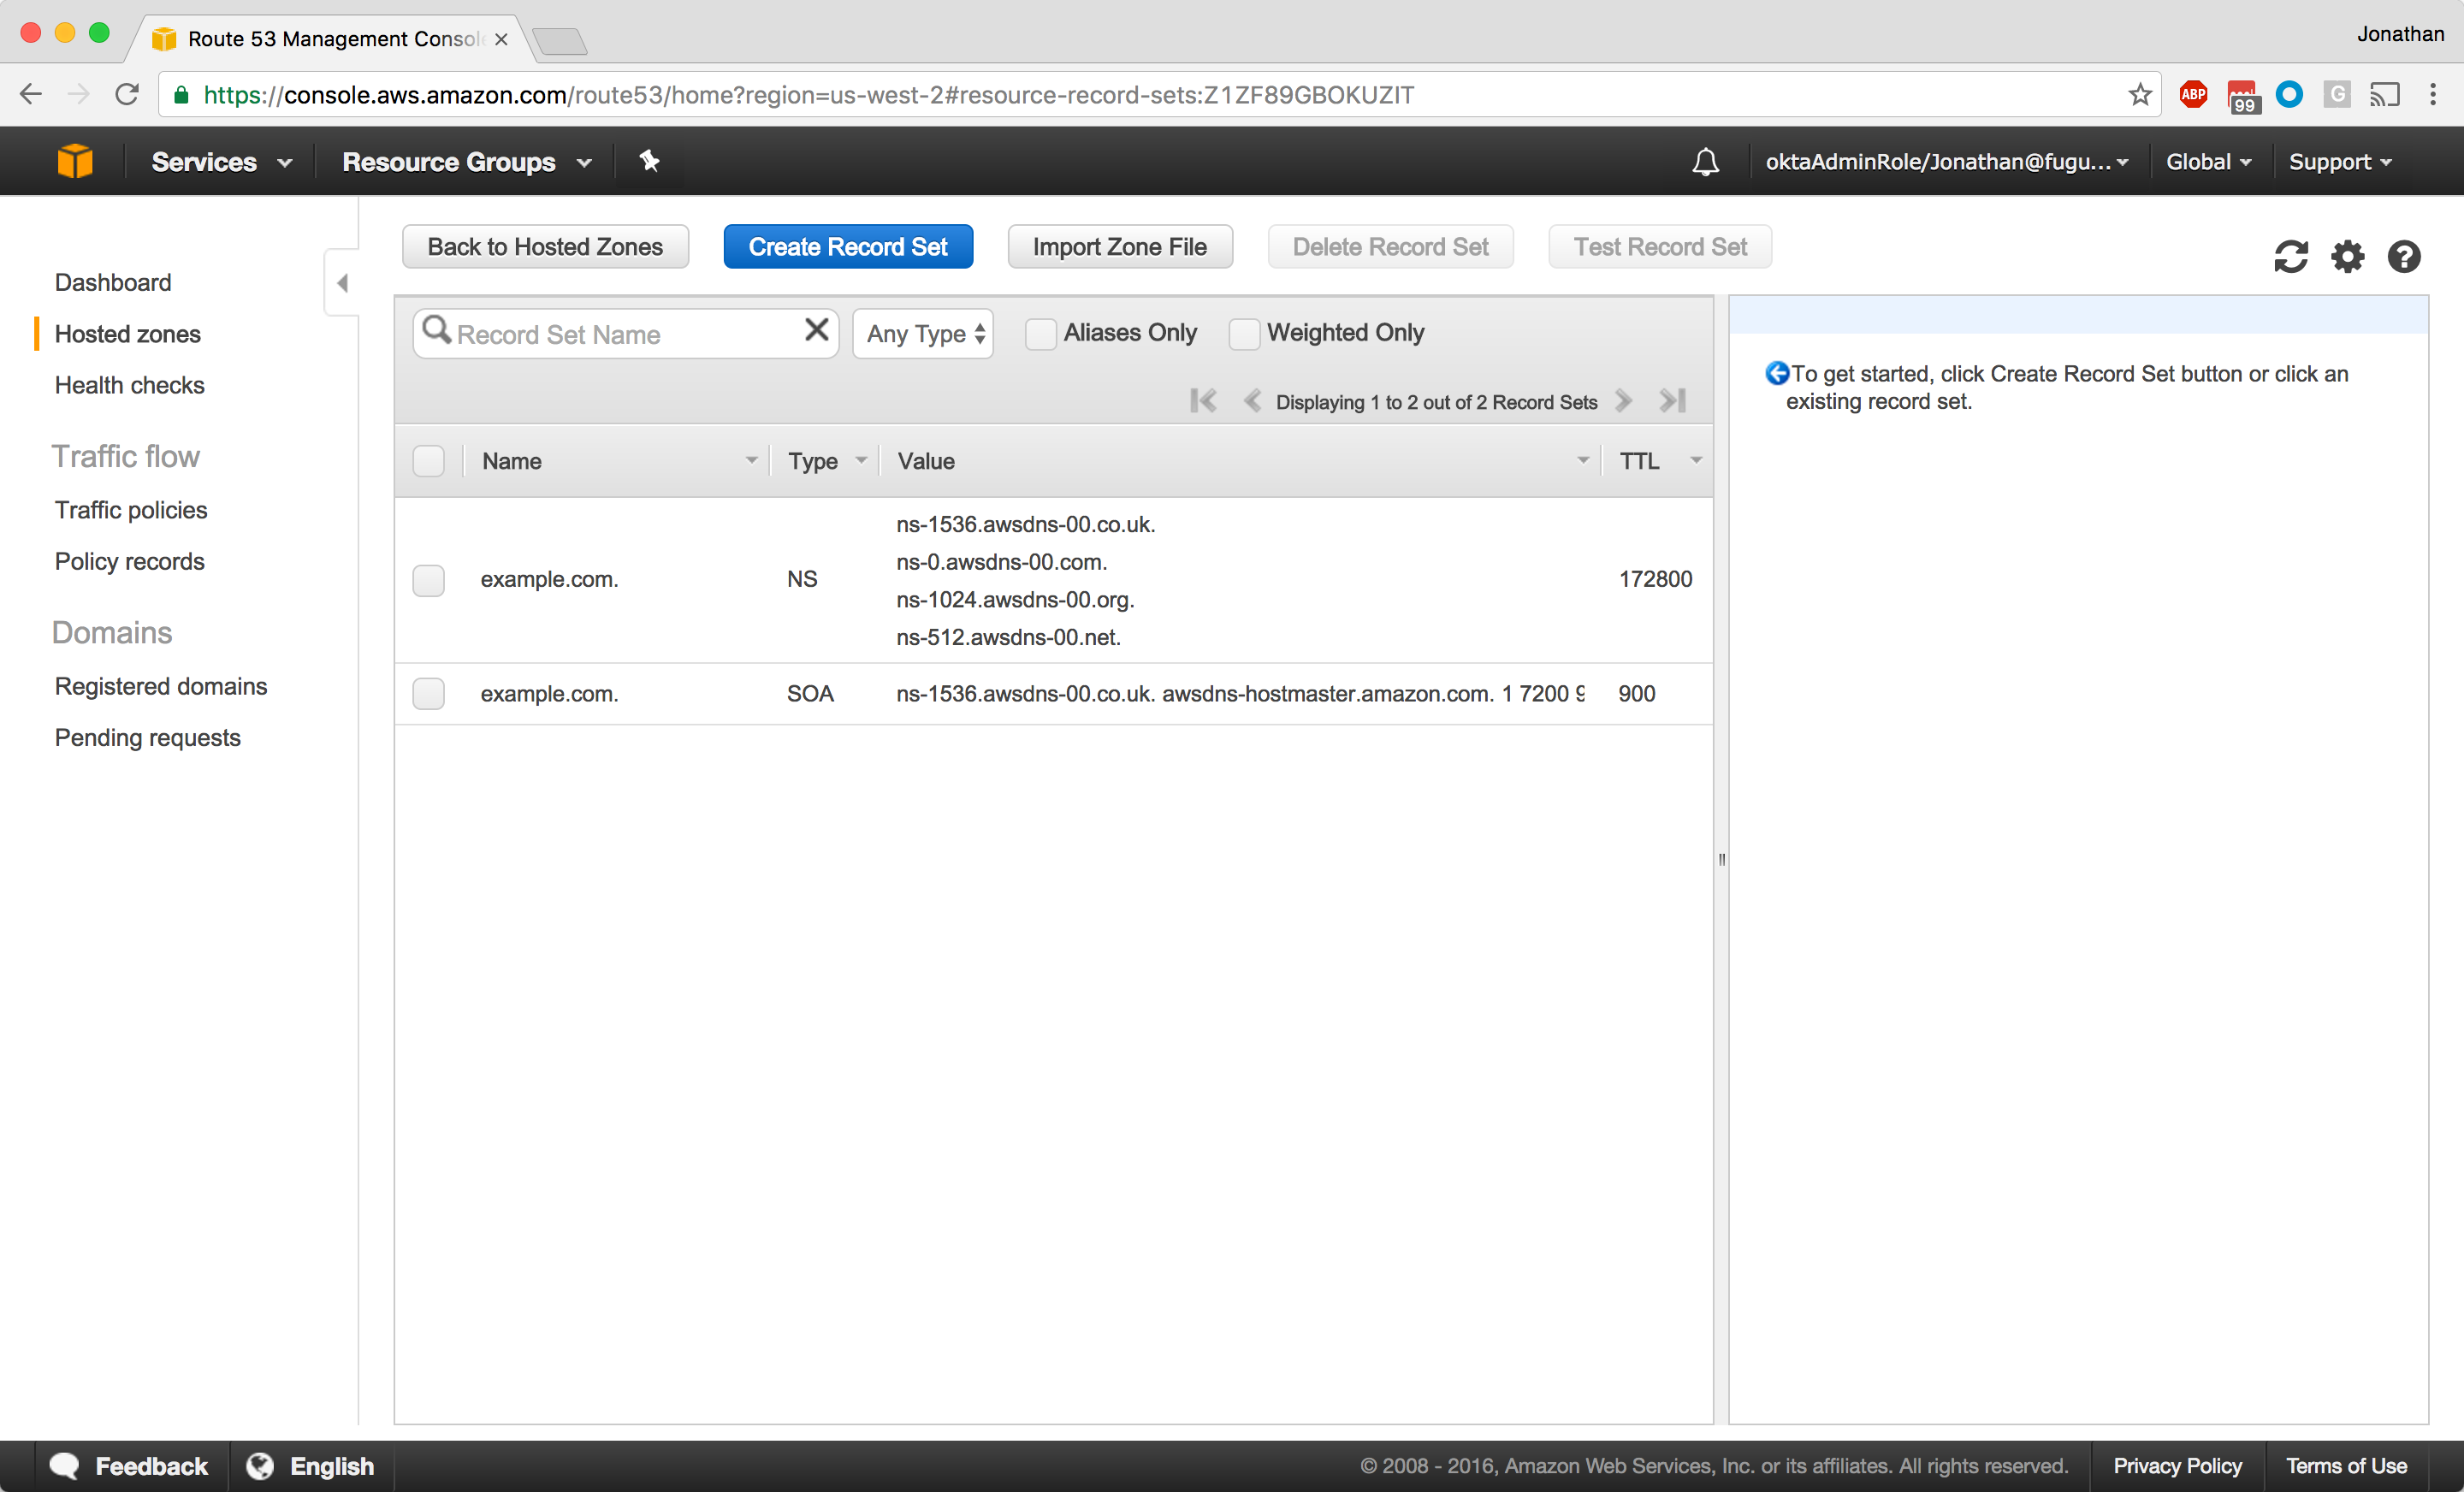 Route 53 Management Consol
Jonathan
https://console.aws.amazon.com/route53/home?region=us-west-2#resource-record-sets:Z1ZF89GBOKUZIT
ABP
99
G
Services
Resource Groups
oktaAdminRole/Jonathan@fugu...
Global
Support
Dashboard
Hosted zones
Health checks
Traffic flow
Traffic policies
Policy records
Domains
Registered domains
Pending requests
Back to Hosted Zones
Create Record Set
Import Zone File
Delete Record Set
Test Record Set
Record Set Name
Any Type
Aliases Only
Weighted Only
Displaying 1 to 2 out of 2 Record Sets
Name
Type
Value
TTL
example.com.
NS
ns-1536.awsdns-00.co.uk.
ns-0.awsdns-00.com.
ns-1024.awsdns-00.org.
ns-512.awsdns-00.net.
172800
example.com.
SOA
ns-1536.awsdns-00.co.uk. awsdns-hostmaster.amazon.com. 1 7200 9
900
To get started, click Create Record Set button or click an
existing record set.
Feedback
English
© 2008 - 2016, Amazon Web Services, Inc. or its affiliates. All rights reserved.
Privacy Policy
Terms of Use